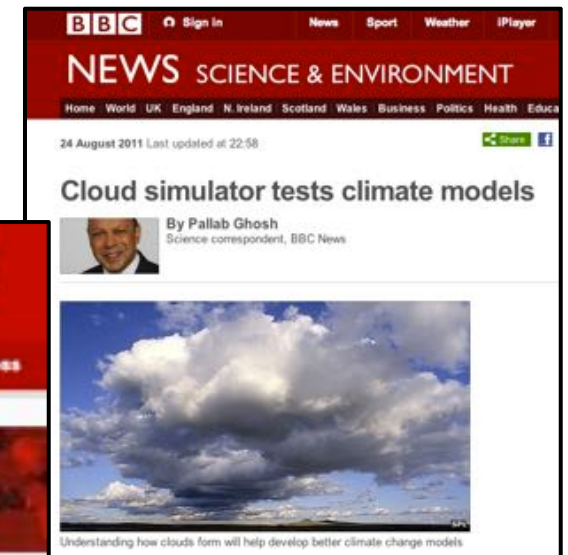 BBC Sign in News Sport Weather iPlayer
NEWS SCIENCE & ENVIRONMENT
Home World UK England N. Ireland Scotland Wales Business Politics Health Educa
24 August 2011 Last updated at 22:58
Share f
Cloud simulator tests climate models
By Pallab Ghosh
Science correspondent, BBC News
ss
SPL
Understanding how clouds form will help develop better climate change models